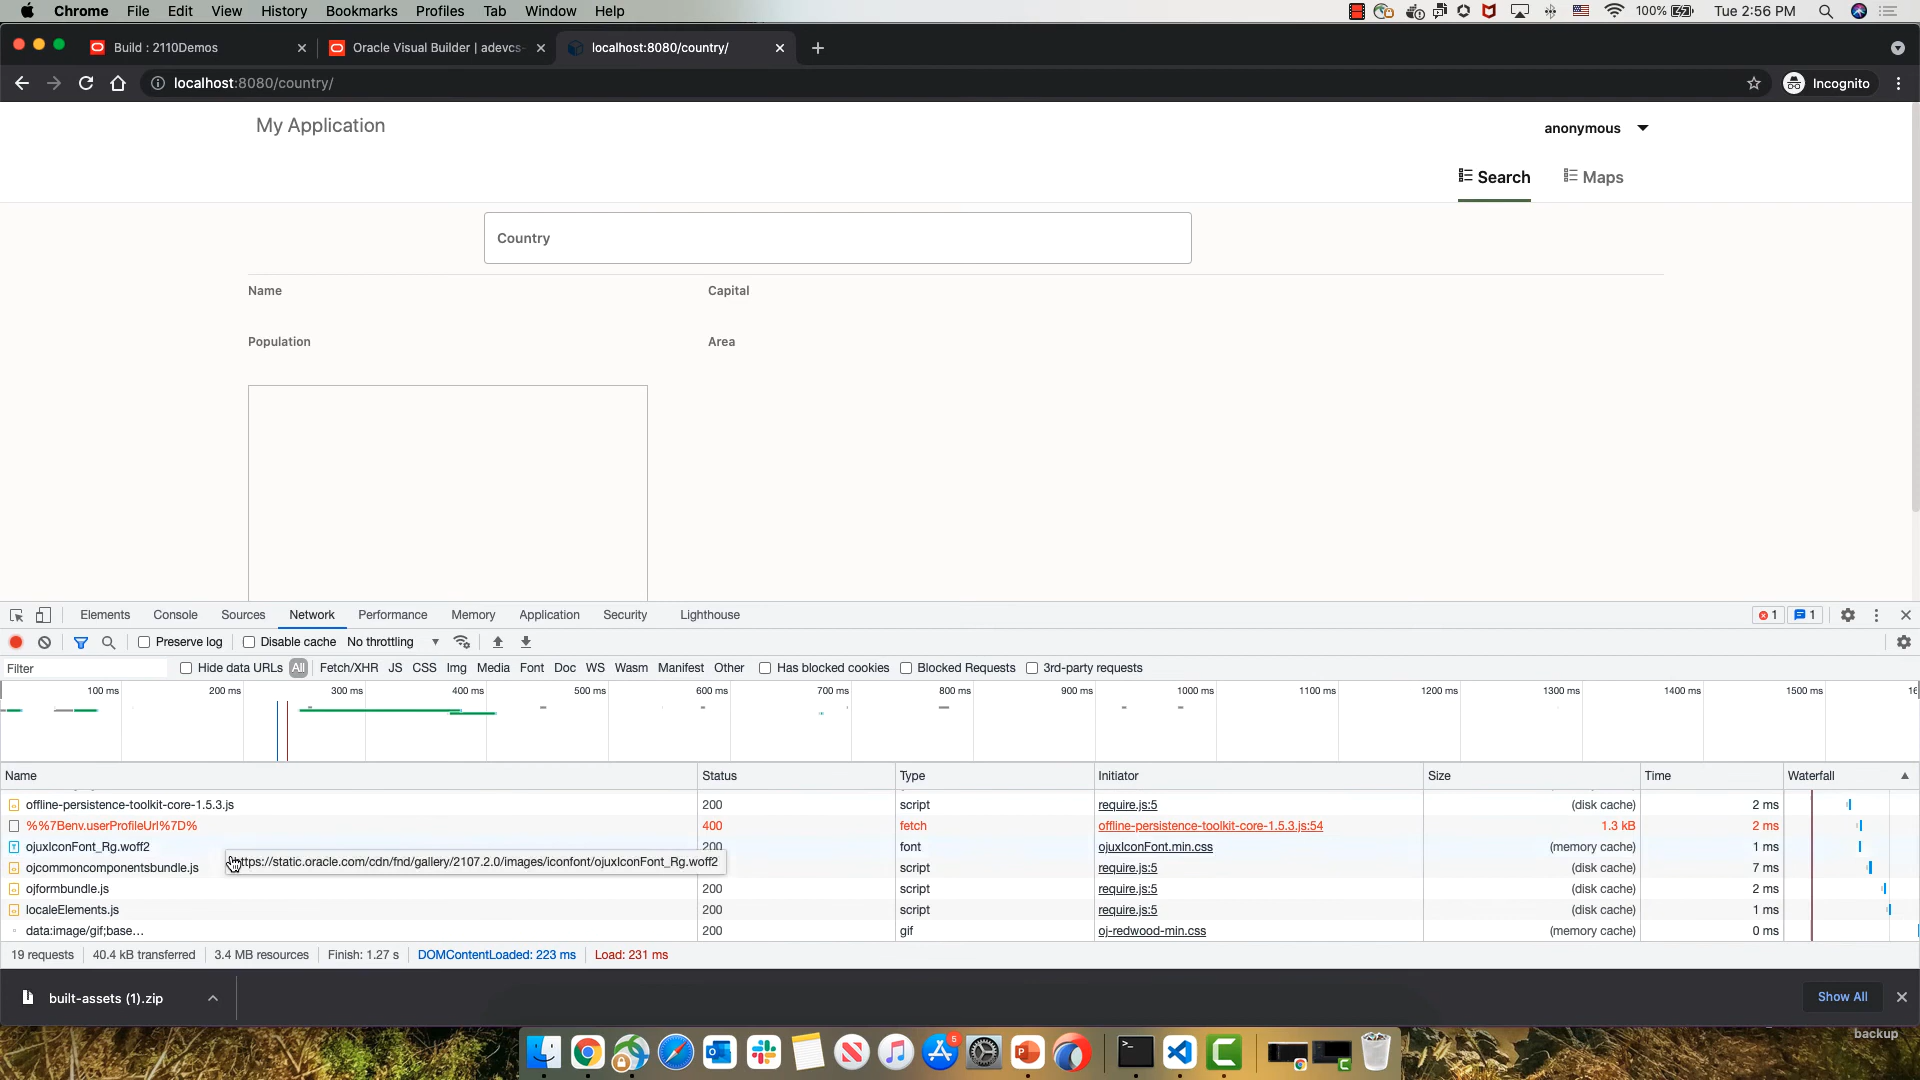 Chrome File Edit View History Bookmarks Profiles Tab Window Help 100% Tue 2:56 PM
Build : 2110Demos Oracle Visual Builder | adevcs- localhost:8080/country/
localhost:8080/country/ Incognito
My Application
anonymous
Search Maps
Country
Name Capital
Population Area
Elements Console Sources Network Performance Memory Application Security Lighthouse 1 1
Preserve log Disable cache No throttling
Filter Hide data URLs All Fetch/XHR JS CSS Img Media Font Doc WS Wasm Manifest Other Has blocked cookies Blocked Requests 3rd-party requests
100 ms 200 ms 300 ms 400 ms 500 ms 600 ms 700 ms 800 ms 900 ms 1000 ms 1100 ms 1200 ms 1300 ms 1400 ms 1500 ms
Name Status Type Initiator Size Time Waterfall
offline-persistence-toolkit-core-1.5.3.js 200 script require.js:5 (disk cache) 2 ms
%%7Benv.userProfileUrl%7D% 400 fetch offline-persistence-toolkit-core-1.5.3.js:54 1.3 kB 2 ms
ojuxIconFont_Rg.woff2 200 font ojuxIconFont.min.css (memory cache) 1 ms
https://static.oracle.com/cdn/fnd/gallery/2107.2.0/images/iconfont/ojuxIconFont_Rg.woff2
ojcommoncomponentsbundle.js script require.js:5 (disk cache) 7 ms
ojformbundle.js 200 script require.js:5 (disk cache) 2 ms
localeElements.js 200 script require.js:5 (disk cache) 1 ms
data:image/gif;base… 200 gif oj-redwood-min.css (memory cache) 0 ms
19 requests 40.4 kB transferred 3.4 MB resources Finish: 1.27 s DOMContentLoaded: 223 ms Load: 231 ms
built-assets (1).zip Show All
backup
5